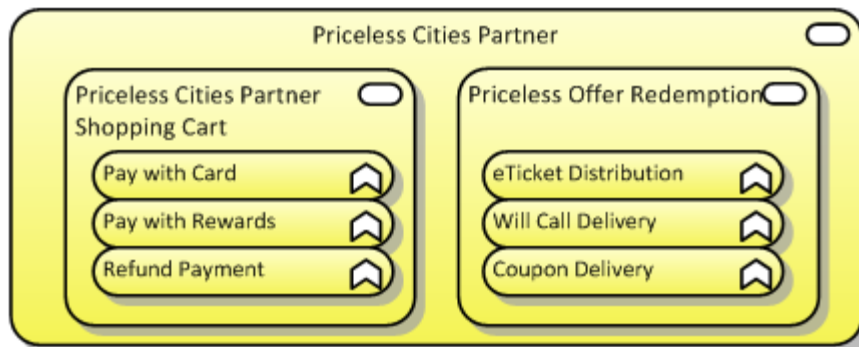 Priceless Cities Partner
Priceless Cities Partner
Shopping Cart
Pay with Card
Pay with Rewards
Refund Payment
Priceless Offer Redemption
eTicket Distribution
Will Call Delivery
Coupon Delivery